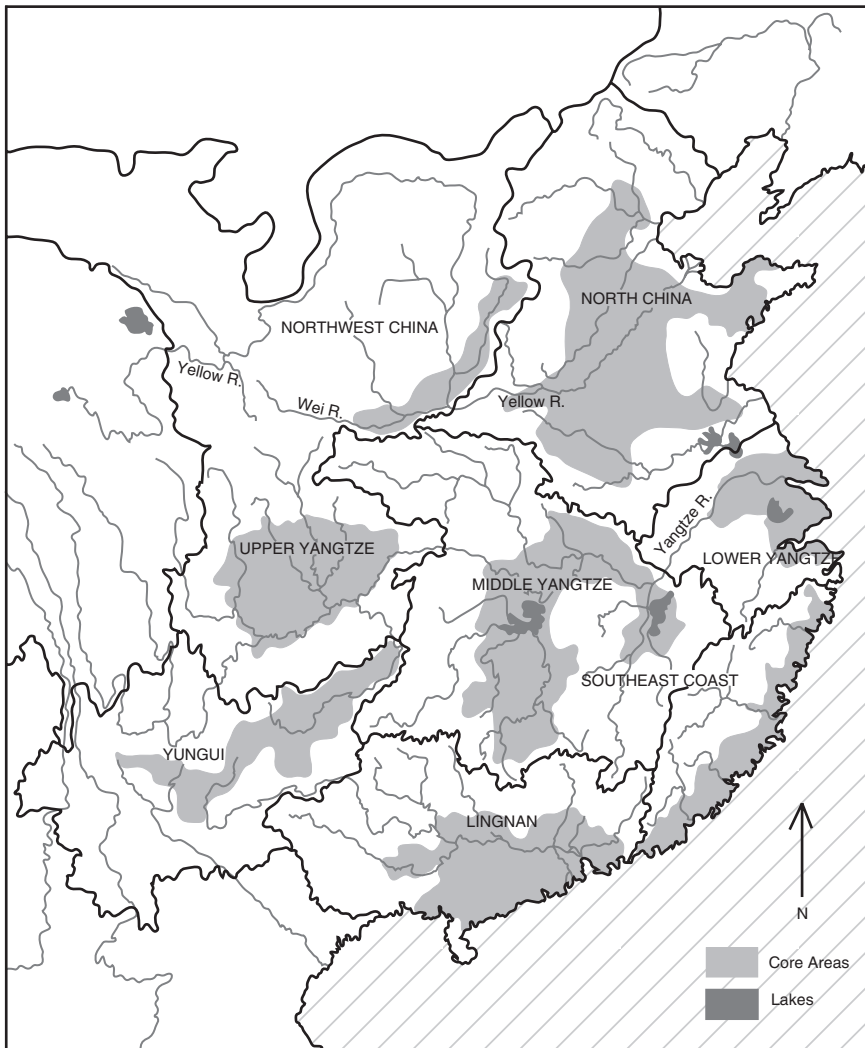 NORTH CHINA
NORTHWEST CHINA
Yellow R.
Wei R.
Yellow R.
Yangtze R.
UPPER YANGTZE
LOWER YANGTZE
MIDDLE YANGTZE
SOUTHEAST COAST
YUNGUI
LINGNAN
N
Core Areas
Lakes